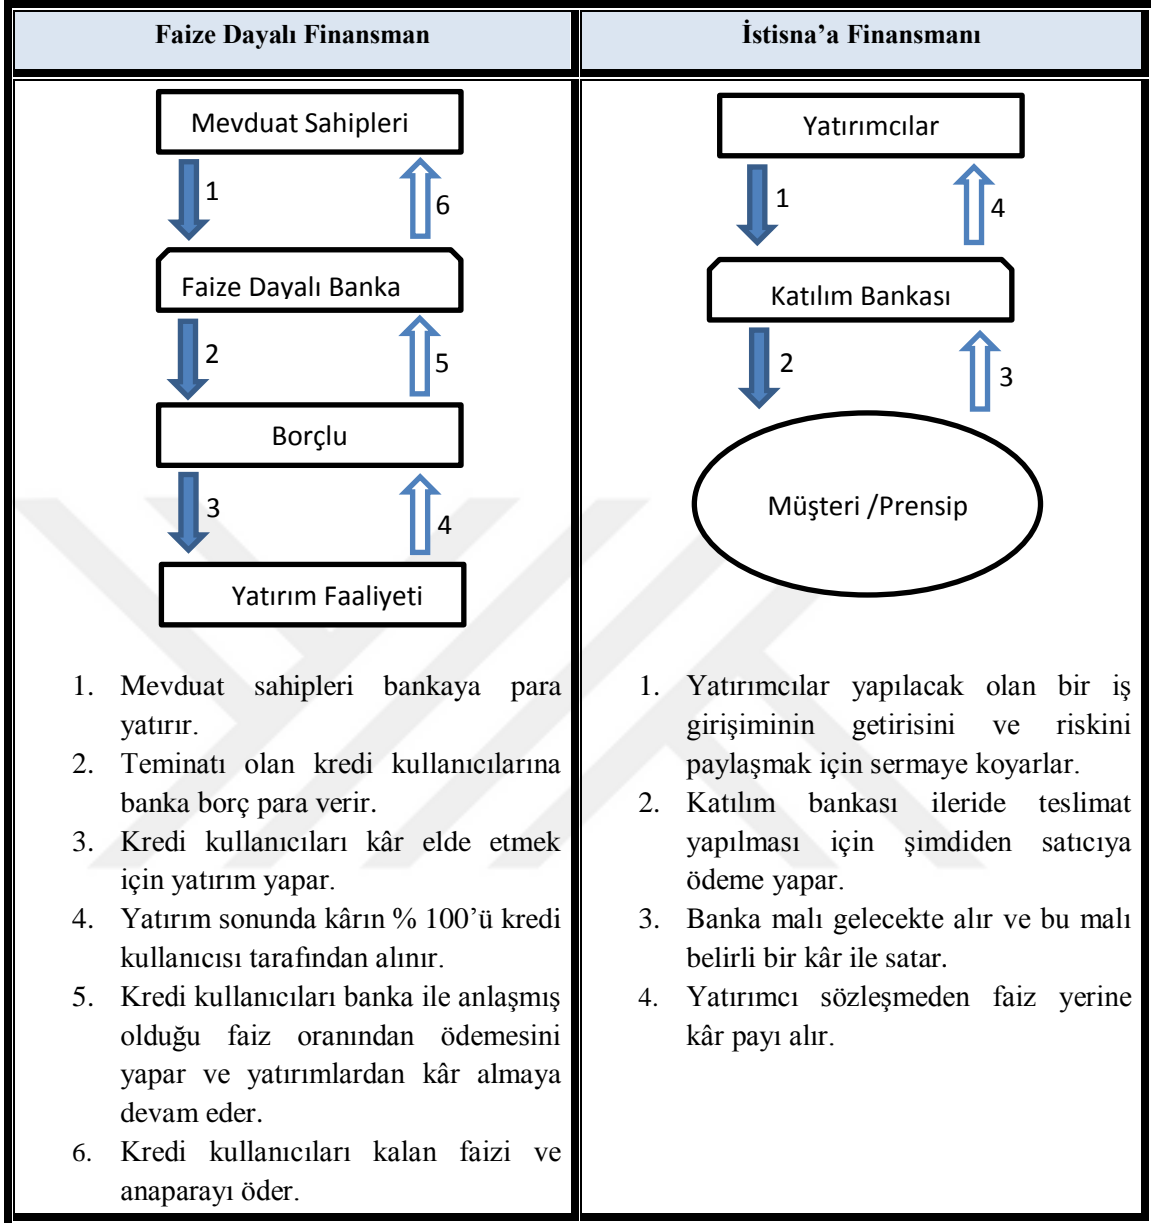 Faize Dayalı Finansman
Mevduat Sahipleri
1
6
Faize Dayalı Banka
2
5
Borçlu
3
4
Yatırım Faaliyeti
1. Mevduat sahipleri bankaya para
yatırır.
2. Teminatı olan kredi kullanıcılarına
banka borç para verir.
3. Kredi kullanıcıları kâr elde etmek
için yatırım yapar.
4. Yatırım sonunda kârın % 100’ü kredi
kullanıcısı tarafından alınır.
5. Kredi kullanıcıları banka ile anlaşmış
olduğu faiz oranından ödemesini
yapar ve yatırımlardan kâr almaya
devam eder.
6. Kredi kullanıcıları kalan faizi ve
anaparayı öder.
İstisna’a Finansmanı
Yatırımcılar
1
4
Katılım Bankası
2
3
Müşteri /Prensip
1. Yatırımcılar yapılacak olan bir iş
girişiminin getirisini ve riskini
paylaşmak için sermaye koyarlar.
2. Katılım bankası ileride teslimat
yapılması için şimdiden satıcıya
ödeme yapar.
3. Banka malı gelecekte alır ve bu malı
belirli bir kâr ile satar.
4. Yatırımcı sözleşmeden faiz yerine
kâr payı alır.